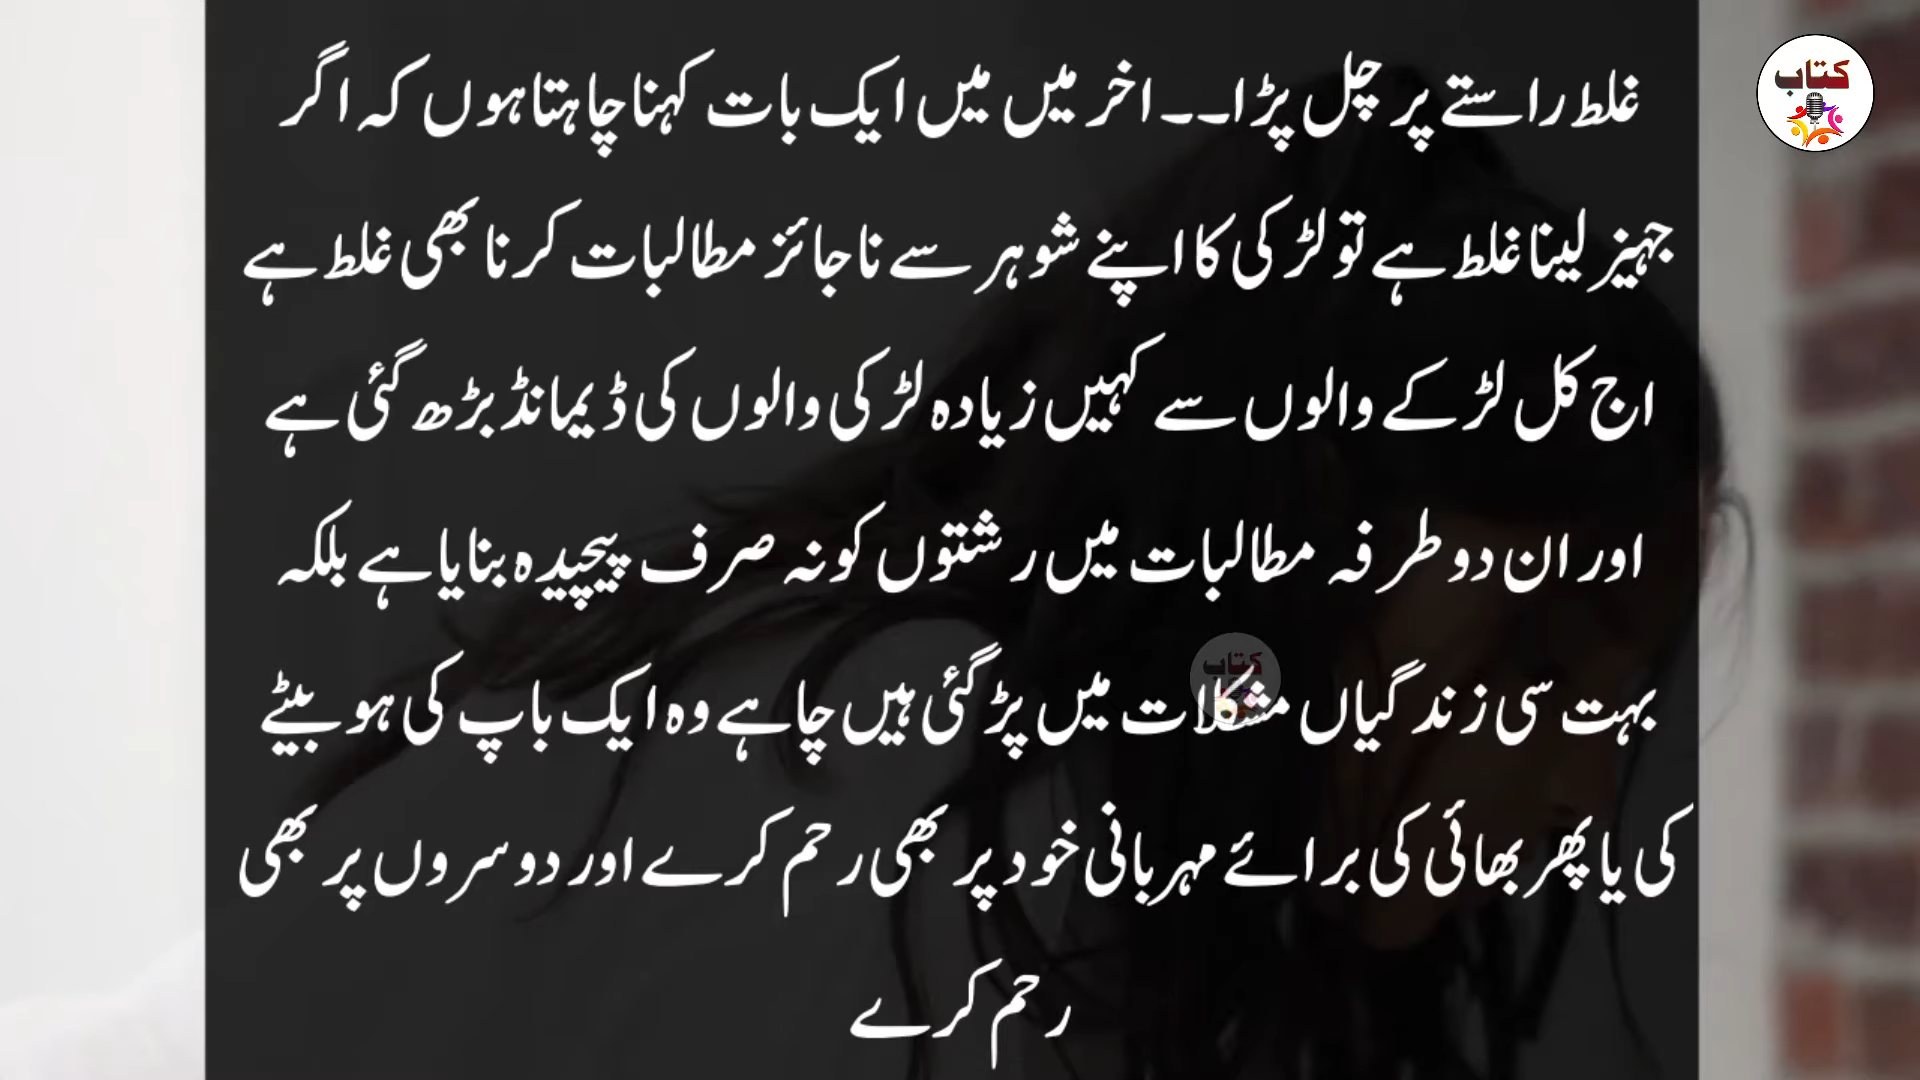 کتاب
غلط راستے پر چل پڑا۔۔ اخر میں میں ایک بات کہنا چاہتا ہوں کہ اگر
جہیز لینا غلط ہے تو لڑکی کا اپنے شوہر سے ناجائز مطالبات کرنا بھی غلط ہے
اج کل لڑکے والوں سے کہیں زیادہ لڑکی والوں کی ڈیمانڈ بڑھ گئی ہے
اور ان دو طرفہ مطالبات میں رشتوں کو نہ صرف پیچیدہ بنایا ہے بلکہ
بہت سی زندگیاں مشکلات میں پڑ گئی ہیں چاہے وہ ایک باپ کی ہو بیٹے
کی یا پھر بھائی کی برائے مہربانی خود پر بھی رحم کرے اور دوسروں پر بھی
رحم کرے
کتاب